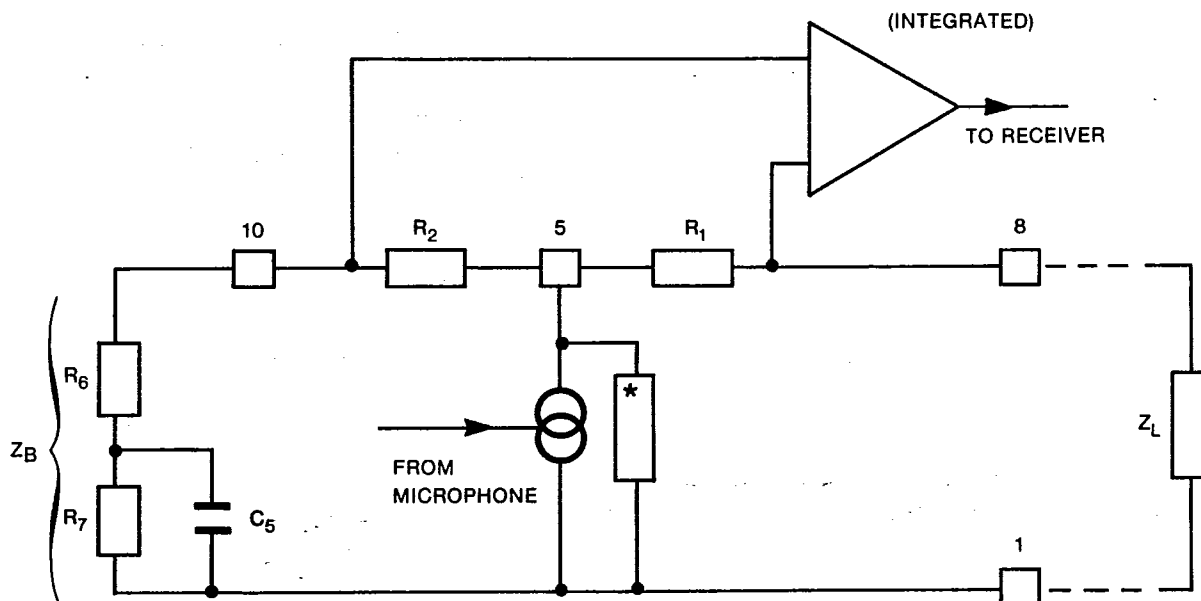 (INTEGRATED)
TO RECEIVER
10
R2
5
R1
8
R6
ZB
R7
C5
FROM
MICROPHONE
*
ZL
1